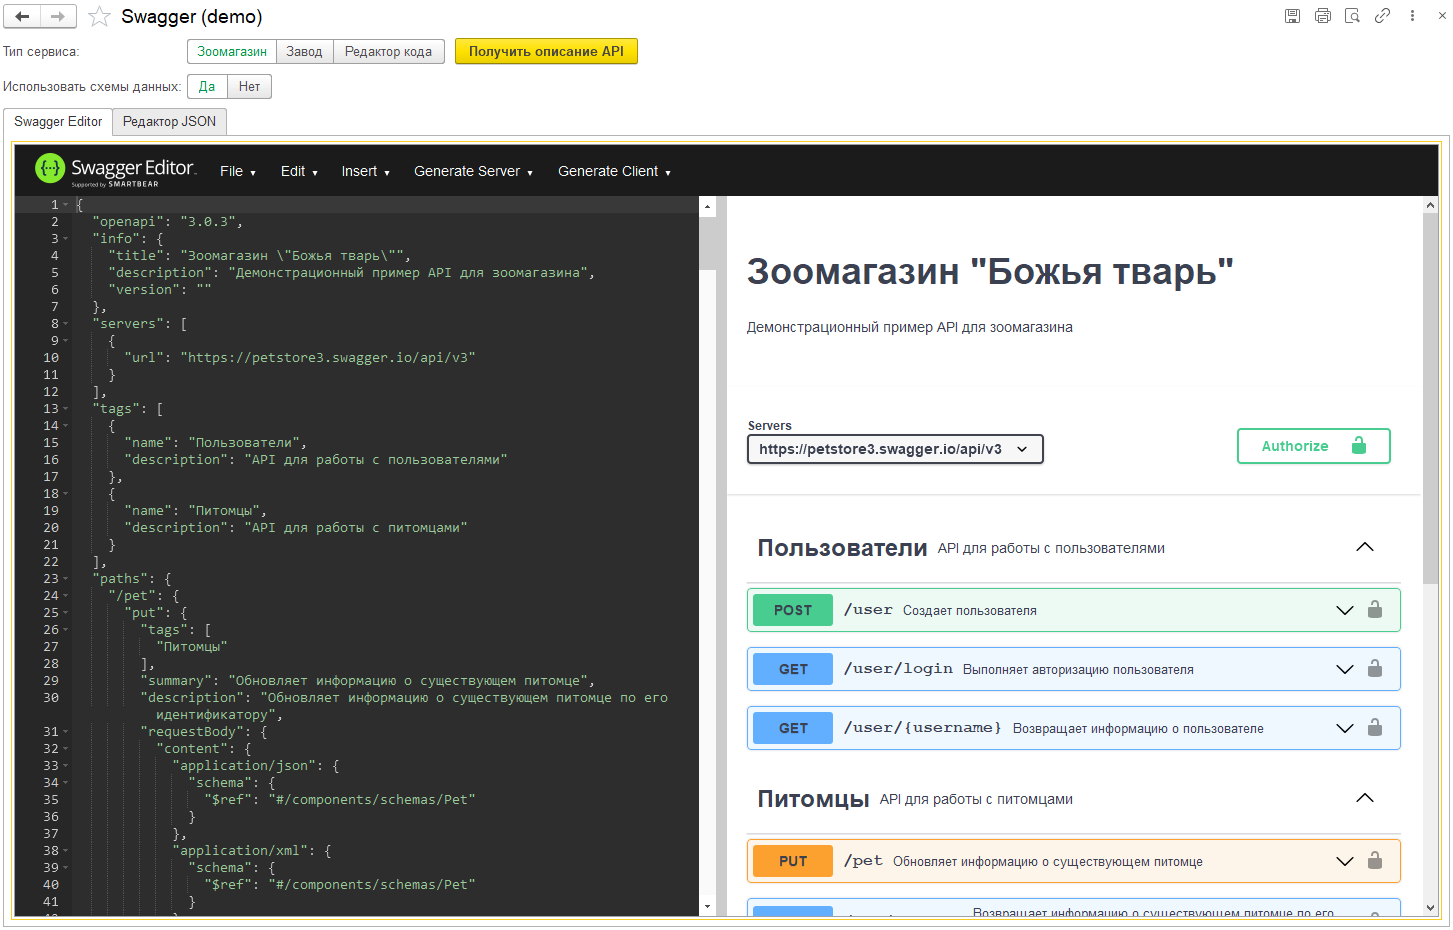 Swagger (demo)
Тип сервиса: Зоомагазин Завод Редактор кода Получить описание API
Использовать схемы данных: Да Нет
Swagger Editor Редактор JSON
Swagger Editor File Edit Insert Generate Server Generate Client
Supported by SMARTBEAR
1 {
2 "openapi": "3.0.3",
3 "info": {
4 "title": "Зоомагазин \"Божья тварь\"",
5 "description": "Демонстрационный пример API для зоомагазина",
6 "version": ""
7 },
8 "servers": [
9 {
10 "url": "https://petstore3.swagger.io/api/v3"
11 }
12 ],
13 "tags": [
14 {
15 "name": "Пользователи",
16 "description": "API для работы с пользователями"
17 },
18 {
19 "name": "Питомцы",
20 "description": "API для работы с питомцами"
21 }
22 ],
23 "paths": {
24 "/pet": {
25 "put": {
26 "tags": [
27 "Питомцы"
28 ],
29 "summary": "Обновляет информацию о существующем питомце",
30 "description": "Обновляет информацию о существующем питомце по его
идентификатору",
31 "requestBody": {
32 "content": {
33 "application/json": {
34 "schema": {
35 "$ref": "#/components/schemas/Pet"
36 }
37 },
38 "application/xml": {
39 "schema": {
40 "$ref": "#/components/schemas/Pet"
41 }
Зоомагазин "Божья тварь"
Демонстрационный пример API для зоомагазина
Servers
https://petstore3.swagger.io/api/v3
Authorize
Пользователи API для работы с пользователями
POST /user Создает пользователя
GET /user/login Выполняет авторизацию пользователя
GET /user/{username} Возвращает информацию о пользователе
Питомцы API для работы с питомцами
PUT /pet Обновляет информацию о существующем питомце
Возвращает информацию о существующем питомце по его